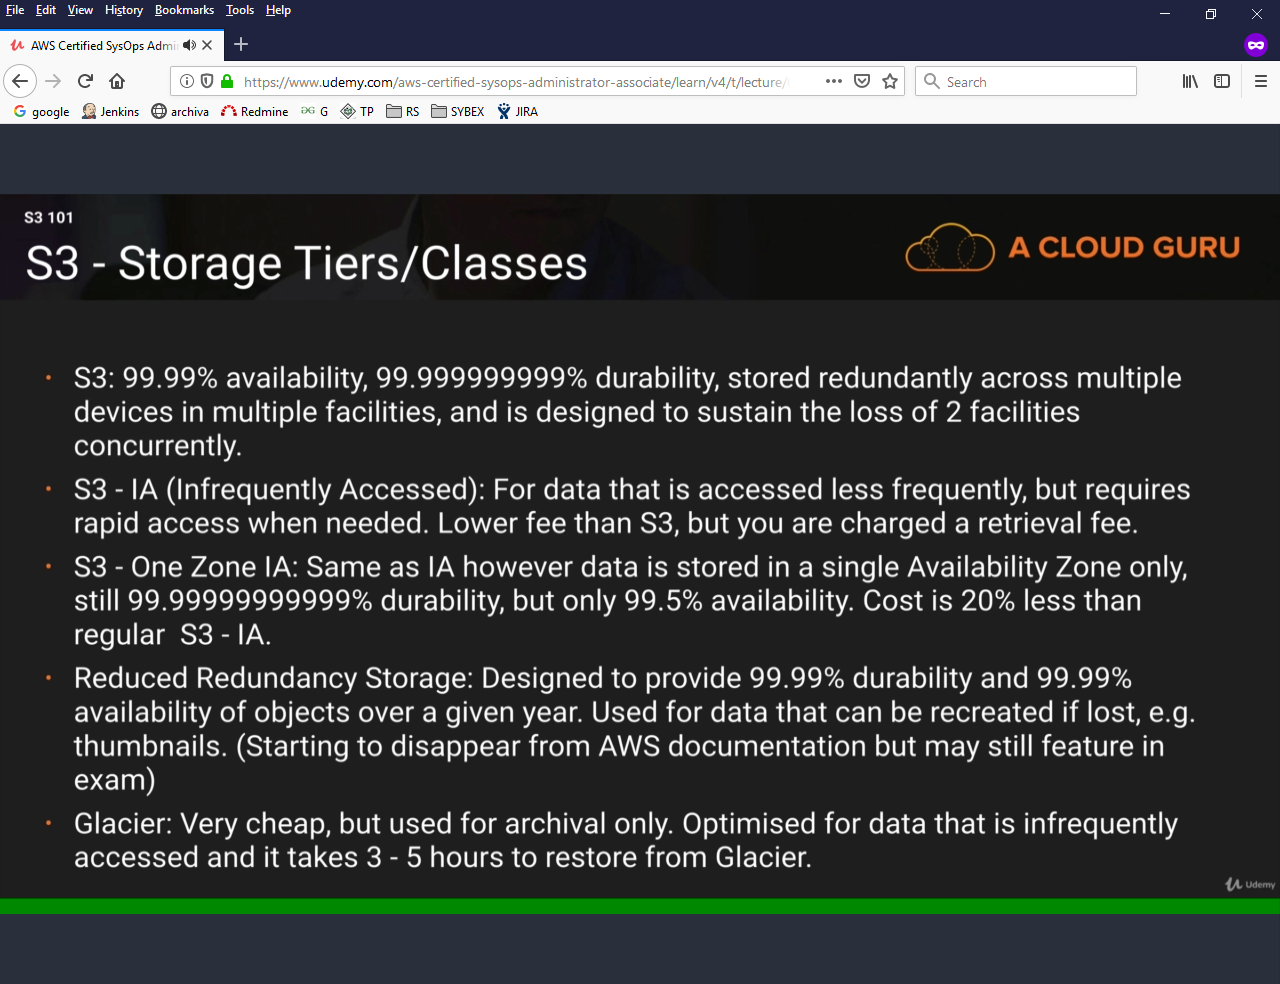 File Edit View History Bookmarks Tools Help
AWS Certified SysOps Admi
https://www.udemy.com/aws-certified-sysops-administrator-associate/learn/v4/t/lecture/
Search
google Jenkins archiva Redmine G TP RS SYBEX JIRA
S3 101
S3 - Storage Tiers/Classes
A CLOUD GURU
• S3: 99.99% availability, 99.999999999% durability, stored redundantly across multiple
devices in multiple facilities, and is designed to sustain the loss of 2 facilities
concurrently.
• S3 - IA (Infrequently Accessed): For data that is accessed less frequently, but requires
rapid access when needed. Lower fee than S3, but you are charged a retrieval fee.
• S3 - One Zone IA: Same as IA however data is stored in a single Availability Zone only,
still 99.99999999999% durability, but only 99.5% availability. Cost is 20% less than
regular  S3 - IA.
• Reduced Redundancy Storage: Designed to provide 99.99% durability and 99.99%
availability of objects over a given year. Used for data that can be recreated if lost, e.g.
thumbnails. (Starting to disappear from AWS documentation but may still feature in
exam)
• Glacier: Very cheap, but used for archival only. Optimised for data that is infrequently
accessed and it takes 3 - 5 hours to restore from Glacier.
Udemy